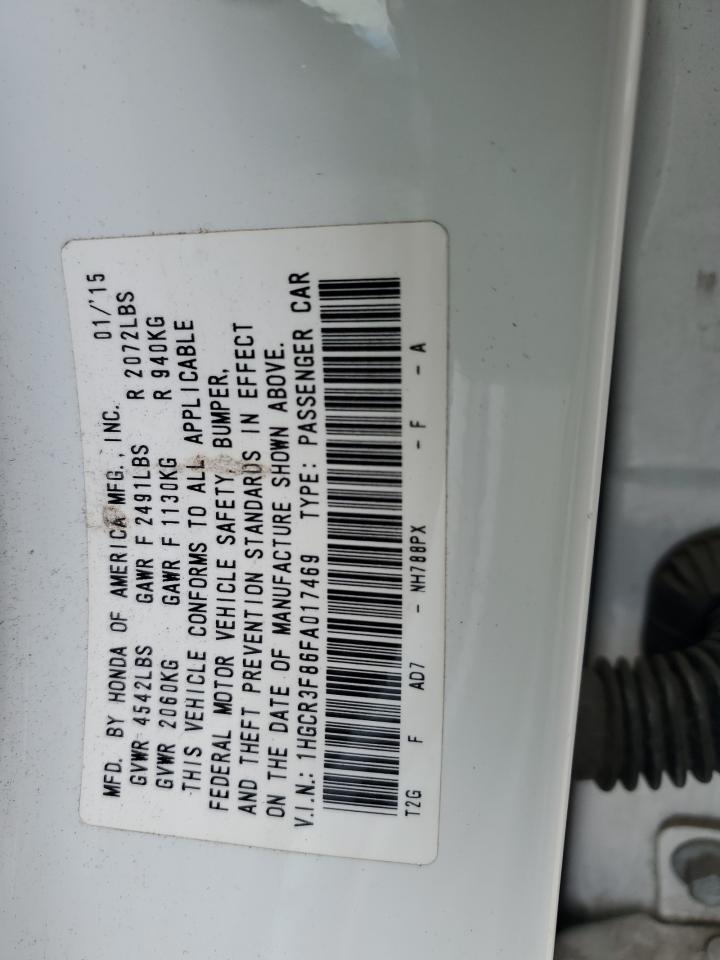 MFD. BY HONDA OF AMERICA MFG., INC. 01/'15
GVWR 4542LBS GAWR F 2491LBS R 2072LBS
GVWR 2060KG GAWR F 1130KG R 940KG
THIS VEHICLE CONFORMS TO ALL APPLICABLE
FEDERAL MOTOR VEHICLE SAFETY, BUMPER,
AND THEFT PREVENTION STANDARDS IN EFFECT
ON THE DATE OF MANUFACTURE SHOWN ABOVE.
V.I.N.: 1HGCR3F86FA017469 TYPE: PASSENGER CAR
T2G F AD7 - NH788PX - F - A